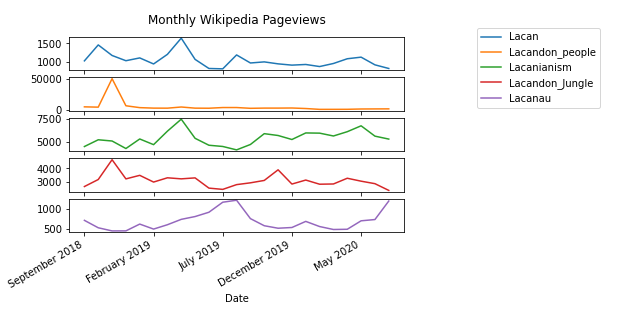 Monthly Wikipedia Pageviews
Lacan
Lacandon_people
Lacanianism
Lacandon_Jungle
Lacanau
1500
1000
50000
0
7500
5000
4000
3000
1000
500
September 2018
February 2019
July 2019
December 2019
May 2020
Date